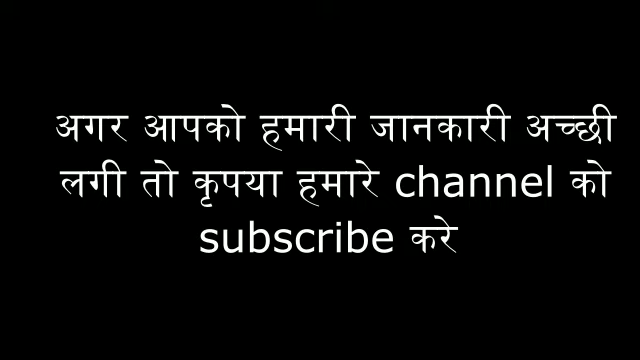 अगर आपको हमारी जानकारी अच्छी
लगी तो कृपया हमारे channel को
subscribe करे